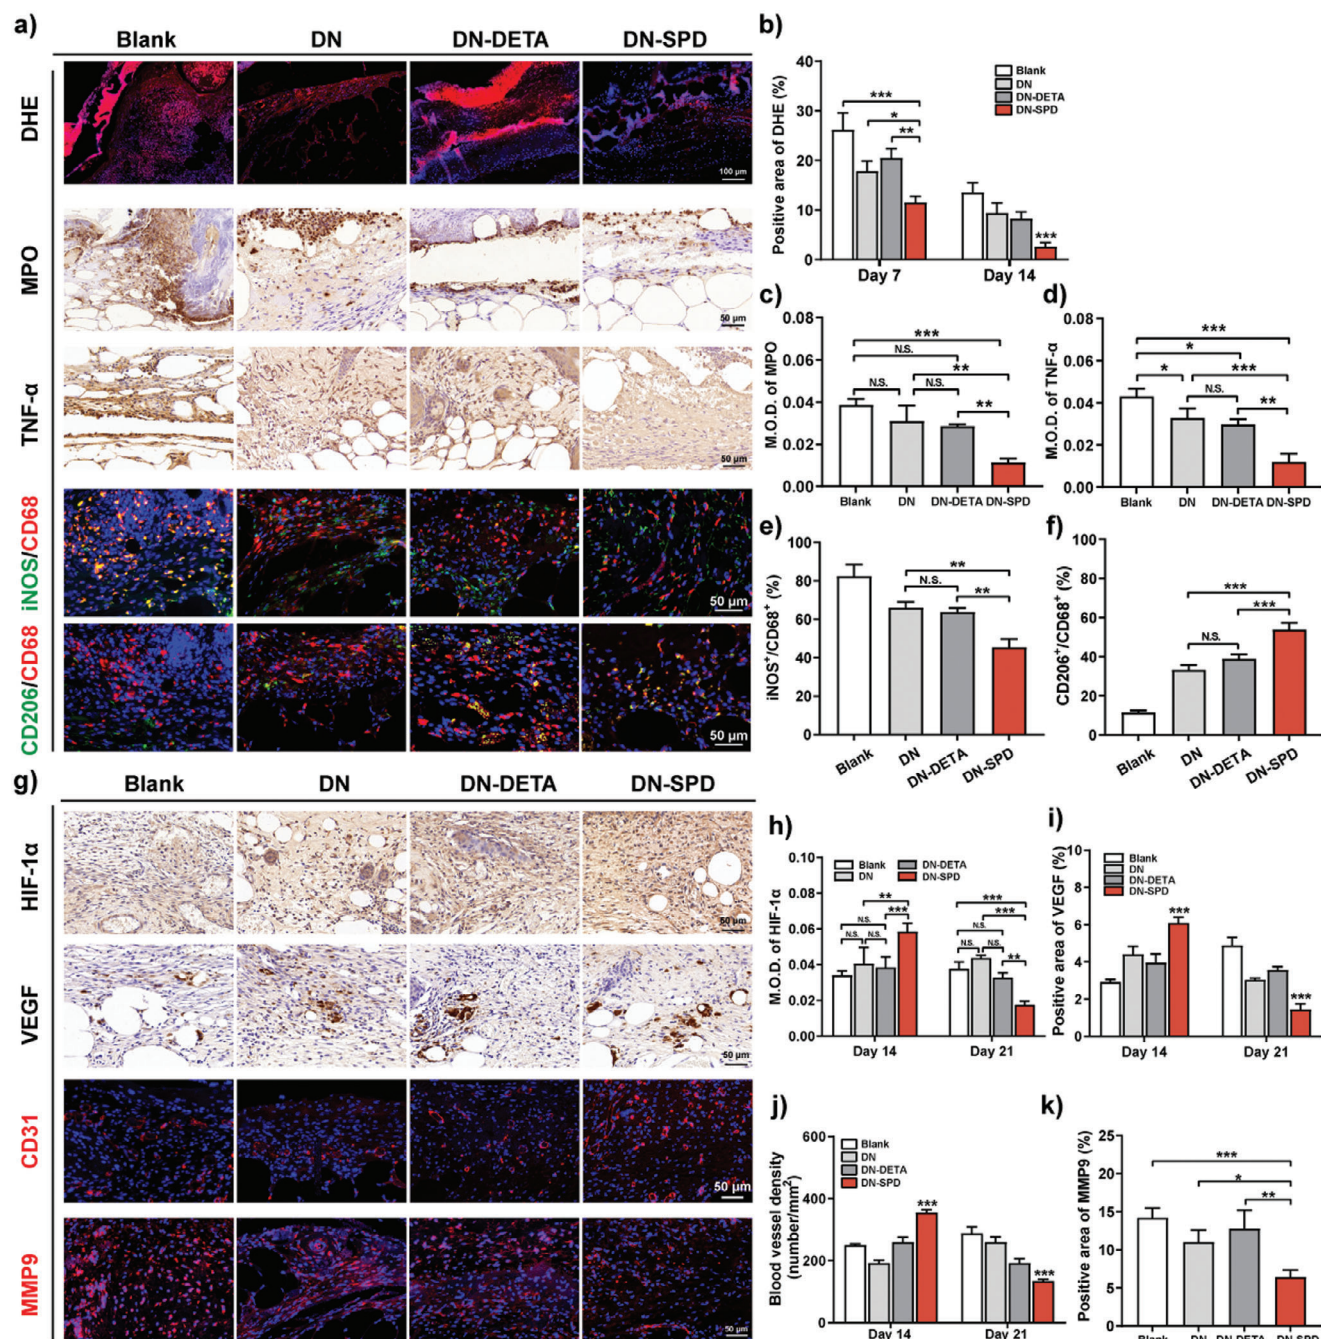 a)
Blank DN DN-DETA DN-SPD
DHE
100 μm
MPO
50 μm
TNF-α
50 μm
iNOS/CD68
50 μm
CD206/CD68
50 μm
b)
Positive area of DHE (%)
40
30
20
10
0
Blank
DN
DN-DETA
DN-SPD
***
*
**
***
Day 7 Day 14
c)
M.O.D. of MPO
0.08
0.06
0.04
0.02
0.00
***
N.S.
**
N.S. N.S.
**
Blank DN DN-DETA DN-SPD
d)
M.O.D. of TNF-α
0.08
0.06
0.04
0.02
0.00
***
*
* ***
N.S.
**
Blank DN DN-DETA DN-SPD
e)
iNOS⁺/CD68⁺ (%)
100
80
60
40
20
0
**
N.S.
**
Blank DN DN-DETA DN-SPD
f)
CD206⁺/CD68⁺ (%)
80
60
40
20
0
***
***
N.S.
Blank DN DN-DETA DN-SPD
g)
Blank DN DN-DETA DN-SPD
HIF-1α
50 μm
VEGF
50 μm
CD31
50 μm
MMP9
50 μm
h)
M.O.D. of HIF-1α
0.10
0.08
0.06
0.04
0.02
0.00
Blank DN-DETA
DN DN-SPD
**
***
N.S.
N.S. N.S.
***
***
N.S.
N.S. N.S.
**
Day 14 Day 21
i)
Positive area of VEGF (%)
8
6
4
2
0
Blank
DN
DN-DETA
DN-SPD
***
***
Day 14 Day 21
j)
Blood vessel density
(number/mm²)
600
400
200
0
Blank
DN
DN-DETA
DN-SPD
***
***
Day 14 Day 21
k)
Positive area of MMP9 (%)
25
20
15
10
5
0
***
*
**
Blank DN DN-DETA DN-SPD